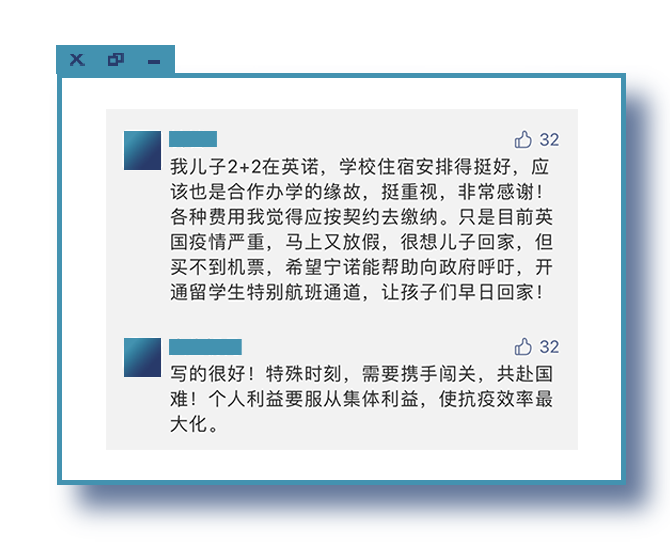 32
我儿子2+2在英诺，学校住宿安排得挺好，应
该也是合作办学的缘故，挺重视，非常感谢！
各种费用我觉得应按契约去缴纳。只是目前英
国疫情严重，马上又放假，很想儿子回家，但
买不到机票，希望宁诺能帮助向政府呼吁，开
通留学生特别航班通道，让孩子们早日回家！
32
写的很好！特殊时刻，需要携手闯关，共赴国
难！个人利益要服从集体利益，使抗疫效率最
大化。